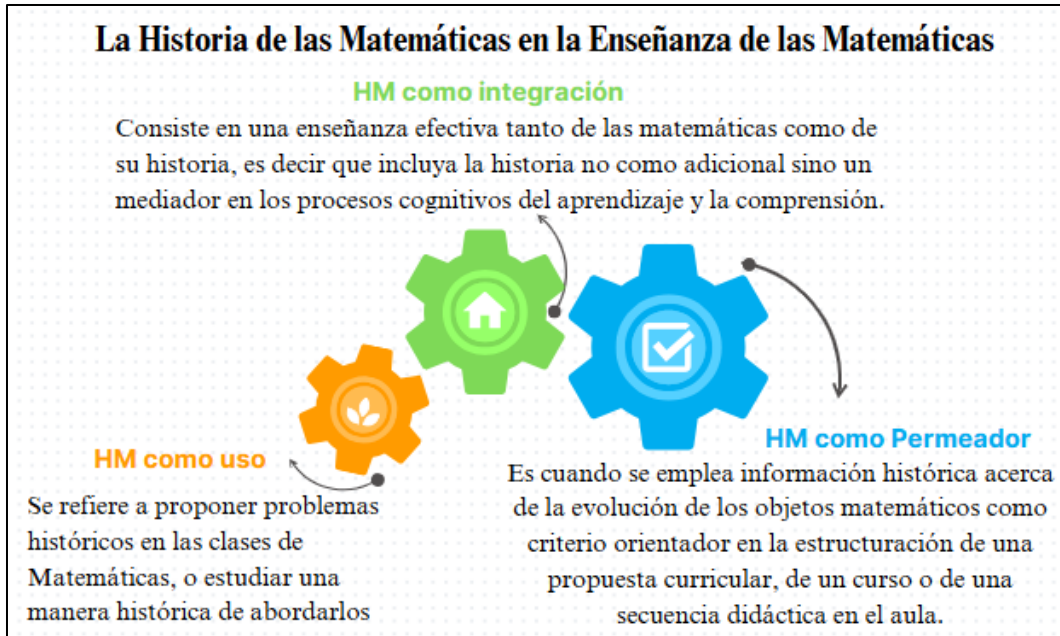 La Historia de las Matemáticas en la Enseñanza de las Matemáticas
HM como integración
Consiste en una enseñanza efectiva tanto de las matemáticas como de
su historia, es decir que incluya la historia no como adicional sino un
mediador en los procesos cognitivos del aprendizaje y la comprensión.
HM como uso
Se refiere a proponer problemas
históricos en las clases de
Matemáticas, o estudiar una
manera histórica de abordarlos
HM como Permeador
Es cuando se emplea información histórica acerca
de la evolución de los objetos matemáticos como
criterio orientador en la estructuración de una
propuesta curricular, de un curso o de una
secuencia didáctica en el aula.